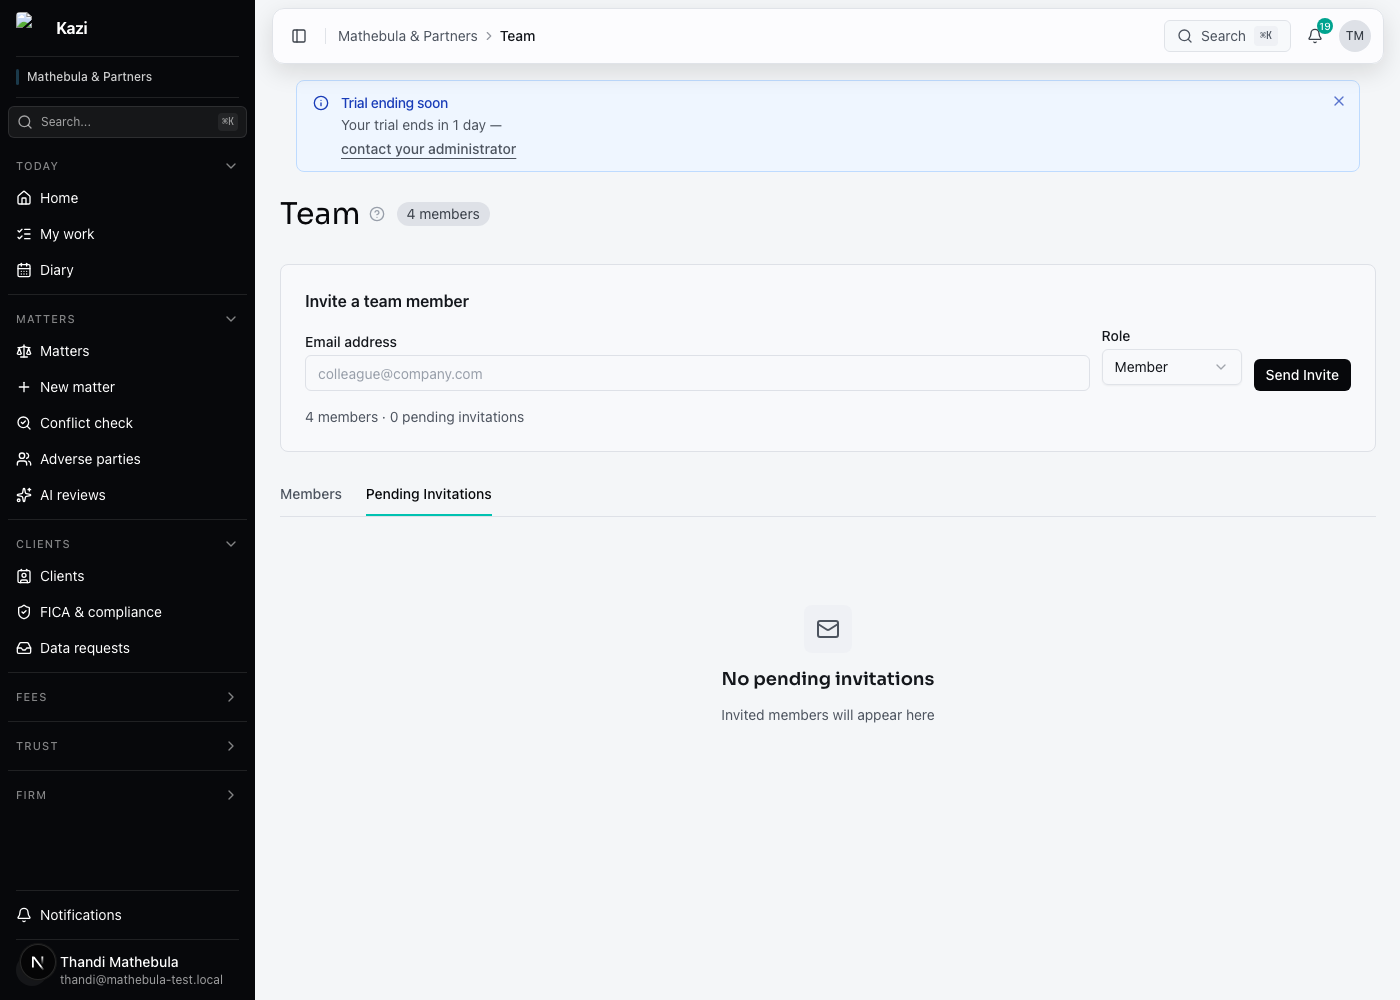 Kazi
Mathebula & Partners
Search... ⌘K
TODAY
Home
My work
Diary
MATTERS
Matters
New matter
Conflict check
Adverse parties
AI reviews
CLIENTS
Clients
FICA & compliance
Data requests
FEES
TRUST
FIRM
Notifications
N
Thandi Mathebula
thandi@mathebula-test.local
Mathebula & Partners > Team
Search ⌘K
19
TM
Trial ending soon
Your trial ends in 1 day —
contact your administrator
Team 4 members
Invite a team member
Email address
colleague@company.com
Role
Member
Send Invite
4 members · 0 pending invitations
Members Pending Invitations
No pending invitations
Invited members will appear here